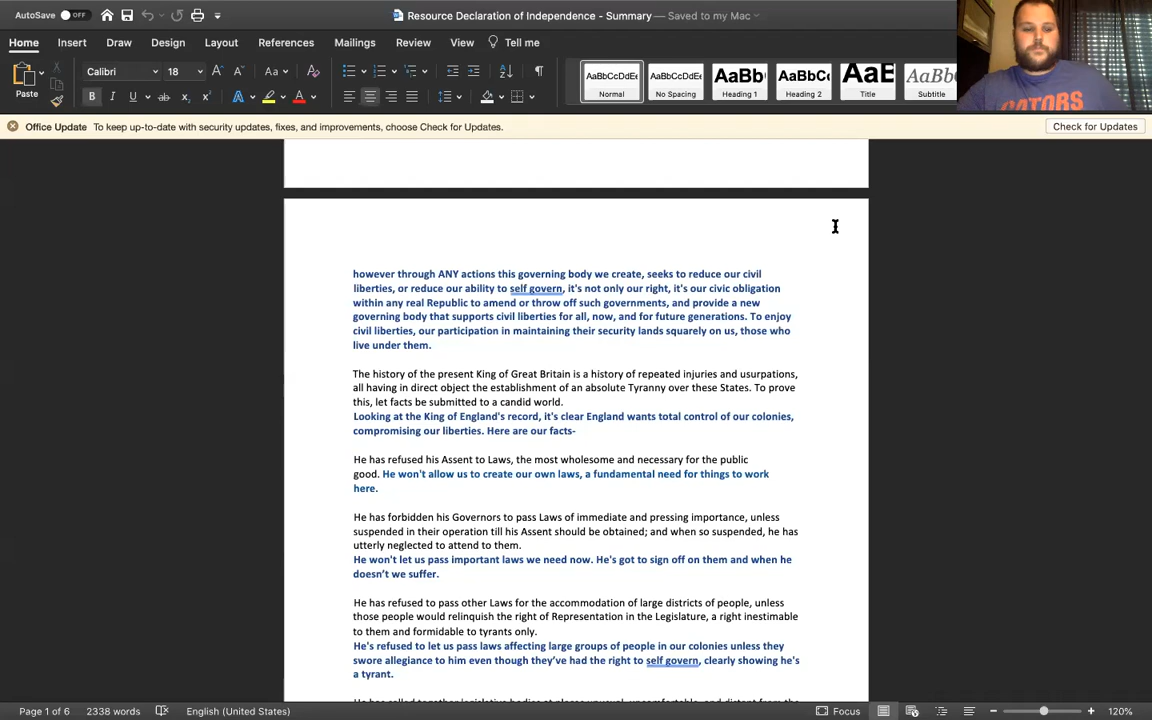 AutoSave OFF
Resource Declaration of Independence - Summary — Saved to my Mac
Home Insert Draw Design Layout References Mailings Review View Tell me
Paste
Calibri 18
B I U ab x₂ x²
AaBbCcDdEe AaBbCcDdEe AaBb( AaBbCc AaE AaBbCcD
Normal No Spacing Heading 1 Heading 2 Title Subtitle
GATORS
Office Update To keep up-to-date with security updates, fixes, and improvements, choose Check for Updates.
Check for Updates
however through ANY actions this governing body we create, seeks to reduce our civil
liberties, or reduce our ability to self govern, it's not only our right, it's our civic obligation
within any real Republic to amend or throw off such governments, and provide a new
governing body that supports civil liberties for all, now, and for future generations. To enjoy
civil liberties, our participation in maintaining their security lands squarely on us, those who
live under them.
The history of the present King of Great Britain is a history of repeated injuries and usurpations,
all having in direct object the establishment of an absolute Tyranny over these States. To prove
this, let facts be submitted to a candid world.
Looking at the King of England's record, it's clear England wants total control of our colonies,
compromising our liberties. Here are our facts-
He has refused his Assent to Laws, the most wholesome and necessary for the public
good. He won't allow us to create our own laws, a fundamental need for things to work
here.
He has forbidden his Governors to pass Laws of immediate and pressing importance, unless
suspended in their operation till his Assent should be obtained; and when so suspended, he has
utterly neglected to attend to them.
He won't let us pass important laws we need now. He's got to sign off on them and when he
doesn't we suffer.
He has refused to pass other Laws for the accommodation of large districts of people, unless
those people would relinquish the right of Representation in the Legislature, a right inestimable
to them and formidable to tyrants only.
He's refused to let us pass laws affecting large groups of people in our colonies unless they
swore allegiance to him even though they've had the right to self govern, clearly showing he's
a tyrant.
Page 1 of 6 2338 words English (United States) Focus 120%